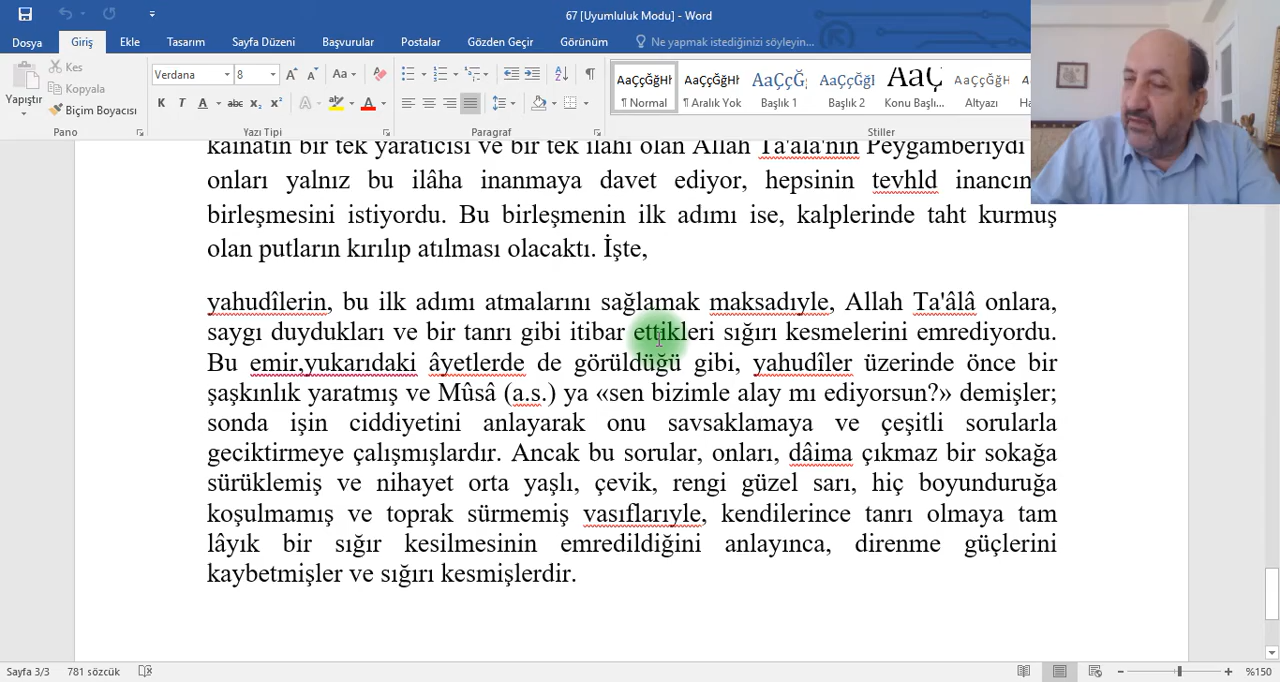 67 [Uyumluluk Modu] - Word
Dosya Giriş Ekle Tasarım Sayfa Düzeni Başvurular Postalar Gözden Geçir Görünüm Ne yapmak istediğinizi söyleyin...
Yapıştır Kes Kopyala Biçim Boyacısı
Verdana 8
AaÇçĞğHł AaÇçĞğHł AaÇçĞğ AaÇçĞğI AaÇ AaÇçĞğHł
¶ Normal ¶ Aralık Yok Başlık 1 Başlık 2 Konu Başlı... Altyazı
Pano Yazı Tipi Paragraf Stiller
kâinatın bir tek yaratıcısı ve bir tek ilâhı olan Allah Ta'âlâ'nın Peygamberiydi
onları yalnız bu ilâha inanmaya davet ediyor, hepsinin tevhld
birleşmesini istiyordu. Bu birleşmenin ilk adımı ise, kalplerinde taht kurmuş
olan putların kırılıp atılması olacaktı. İşte,
yahudîlerin, bu ilk adımı atmalarını sağlamak maksadıyle, Allah Ta'âlâ onlara,
saygı duydukları ve bir tanrı gibi itibar ettikleri sığırı kesmelerini emrediyordu.
Bu emir,yukarıdaki âyetlerde de görüldüğü gibi, yahudîler üzerinde önce bir
şaşkınlık yaratmış ve Mûsâ (a.s.) ya «sen bizimle alay mı ediyorsun?» demişler;
sonda işin ciddiyetini anlayarak onu savsaklamaya ve çeşitli sorularla
geciktirmeye çalışmışlardır. Ancak bu sorular, onları, dâima çıkmaz bir sokağa
sürüklemiş ve nihayet orta yaşlı, çevik, rengi güzel sarı, hiç boyunduruğa
koşulmamış ve toprak sürmemiş vasıflarıyle, kendilerince tanrı olmaya tam
lâyık bir sığır kesilmesinin emredildiğini anlayınca, direnme güçlerini
kaybetmişler ve sığırı kesmişlerdir.
Sayfa 3/3 781 sözcük %150